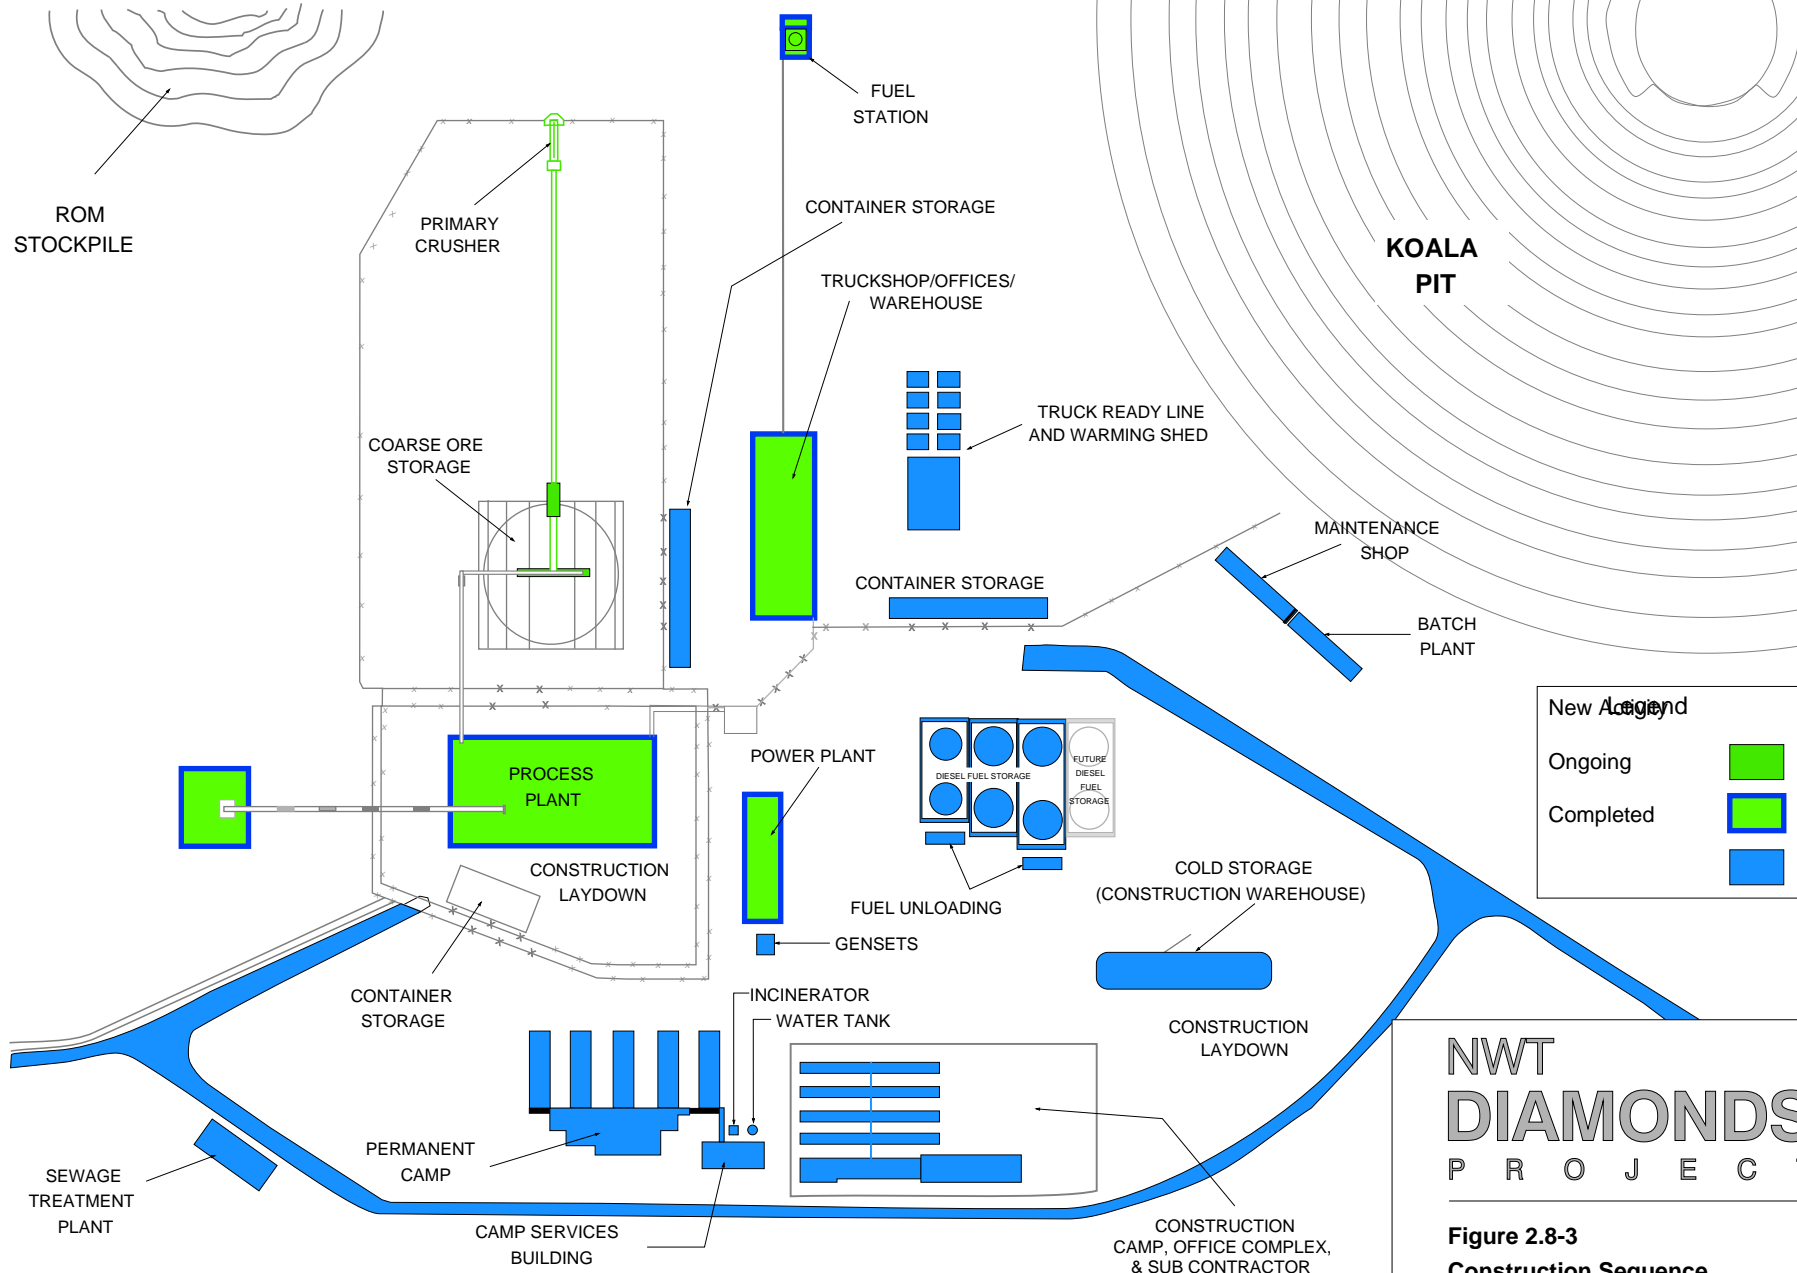 FUEL
STATION
ROM
STOCKPILE
PRIMARY
CRUSHER
CONTAINER STORAGE
KOALA
PIT
TRUCKSHOP/OFFICES/
WAREHOUSE
TRUCK READY LINE
AND WARMING SHED
COARSE ORE
STORAGE
MAINTENANCE
SHOP
CONTAINER STORAGE
BATCH
PLANT
Legend
New Activity
Ongoing
Completed
POWER PLANT
PROCESS
PLANT
DIESEL FUEL STORAGE
FUTURE
DIESEL
FUEL
STORAGE
CONSTRUCTION
LAYDOWN
COLD STORAGE
(CONSTRUCTION WAREHOUSE)
FUEL UNLOADING
GENSETS
CONTAINER
STORAGE
INCINERATOR
WATER TANK
CONSTRUCTION
LAYDOWN
PERMANENT
CAMP
SEWAGE
TREATMENT
PLANT
CAMP SERVICES
BUILDING
CONSTRUCTION
CAMP, OFFICE COMPLEX,
& SUB CONTRACTOR
NWT
DIAMONDS
PROJECT
Figure 2.8-3
Construction Sequence